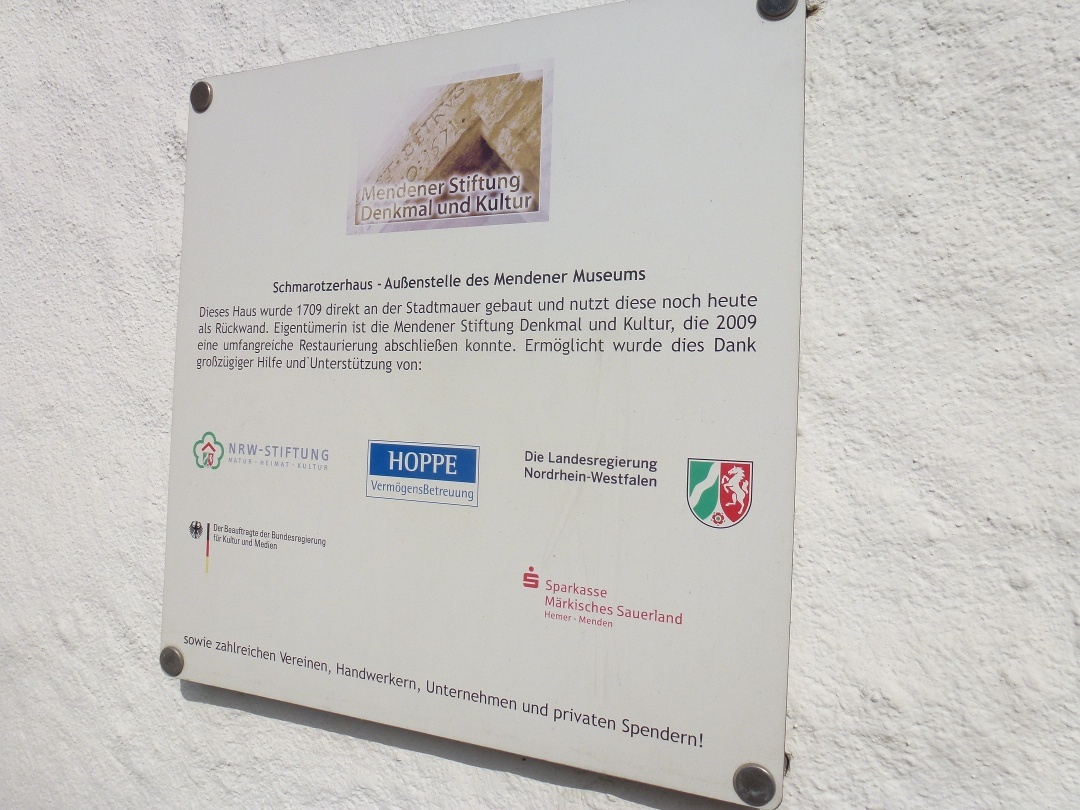 Mendener Stiftung
Denkmal und Kultur
Schmarotzerhaus - Außenstelle des Mendener Museums
Dieses Haus wurde 1709 direkt an der Stadtmauer gebaut und nutzt diese noch heute
als Rückwand. Eigentümerin ist die Mendener Stiftung Denkmal und Kultur, die 2009
eine umfangreiche Restaurierung abschließen konnte. Ermöglicht wurde dies Dank
großzügiger Hilfe und Unterstützung von:
NRW-STIFTUNG
NATUR · HEIMAT · KULTUR
HOPPE
VermögensBetreuung
Die Landesregierung
Nordrhein-Westfalen
Der Beauftragte der Bundesregierung
für Kultur und Medien
Sparkasse
Märkisches Sauerland
Hemer - Menden
sowie zahlreichen Vereinen, Handwerkern, Unternehmen und privaten Spendern!